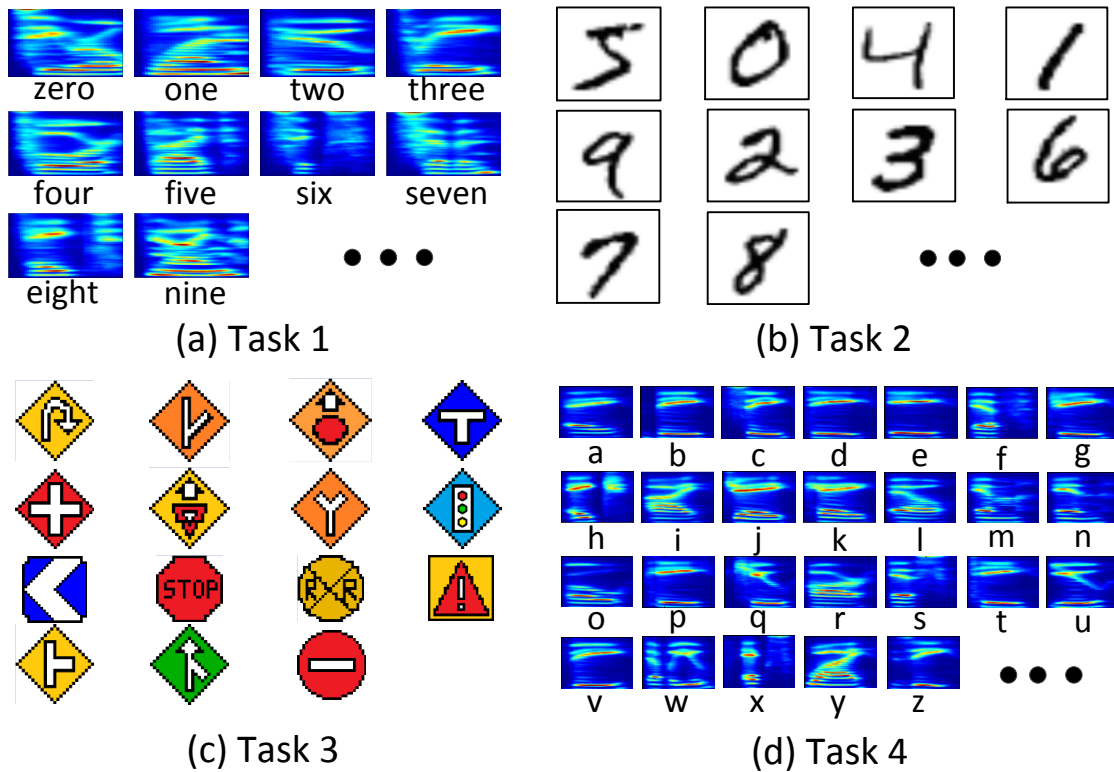 zero one two three
four five six seven
eight nine
(a) Task 1
5 0 4 1
9 2 3 6
7 8
(b) Task 2
STOP R R
(c) Task 3
a b c d e f g
h i j k l m n
o p q r s t u
v w x y z
(d) Task 4